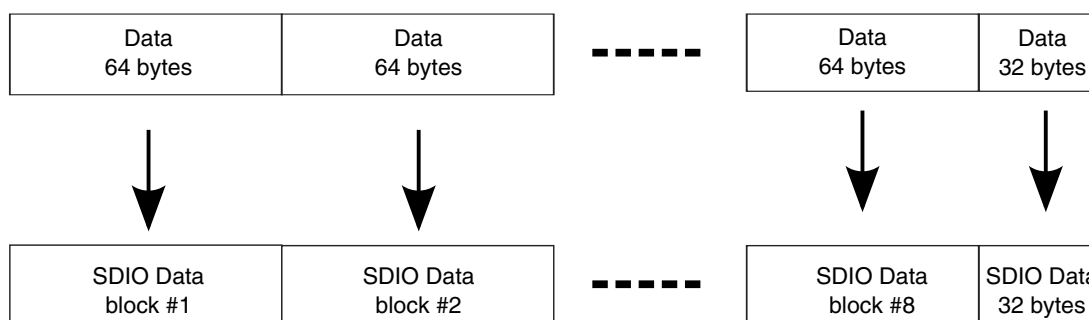 Data
64 bytes
Data
64 bytes
Data
64 bytes
Data
32 bytes
SDIO Data
block #1
SDIO Data
block #2
SDIO Data
block #8
SDIO Data
32 bytes